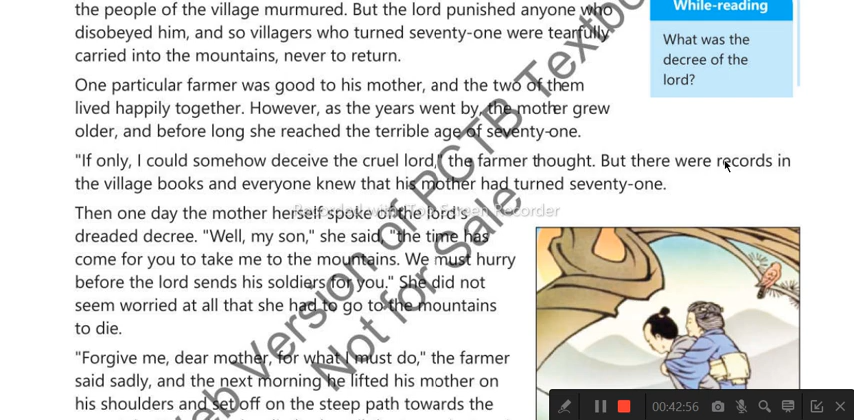 the people of the village murmured. But the lord punished anyone who
disobeyed him, and so villagers who turned seventy-one were tearfully
carried into the mountains, never to return.
While-reading
What was the
decree of the
lord?
One particular farmer was good to his mother, and the two of them
lived happily together. However, as the years went by, the mother grew
older, and before long she reached the terrible age of seventy-one.
"If only, I could somehow deceive the cruel lord," the farmer thought. But there were records in
the village books and everyone knew that his mother had turned seventy-one.
Then one day the mother herself spoke of the lord's
dreaded decree. "Well, my son," she said, "the time has
come for you to take me to the mountains. We must hurry
before the lord sends his soldiers for you." She did not
seem worried at all that she had to go to the mountains
to die.
"Forgive me, dear mother, for what I must do," the farmer
said sadly, and the next morning he lifted his mother on
his shoulders and set off on the steep path towards the
Web Version of PCTB Textbo
Not for Sale
Recorder
00:42:56